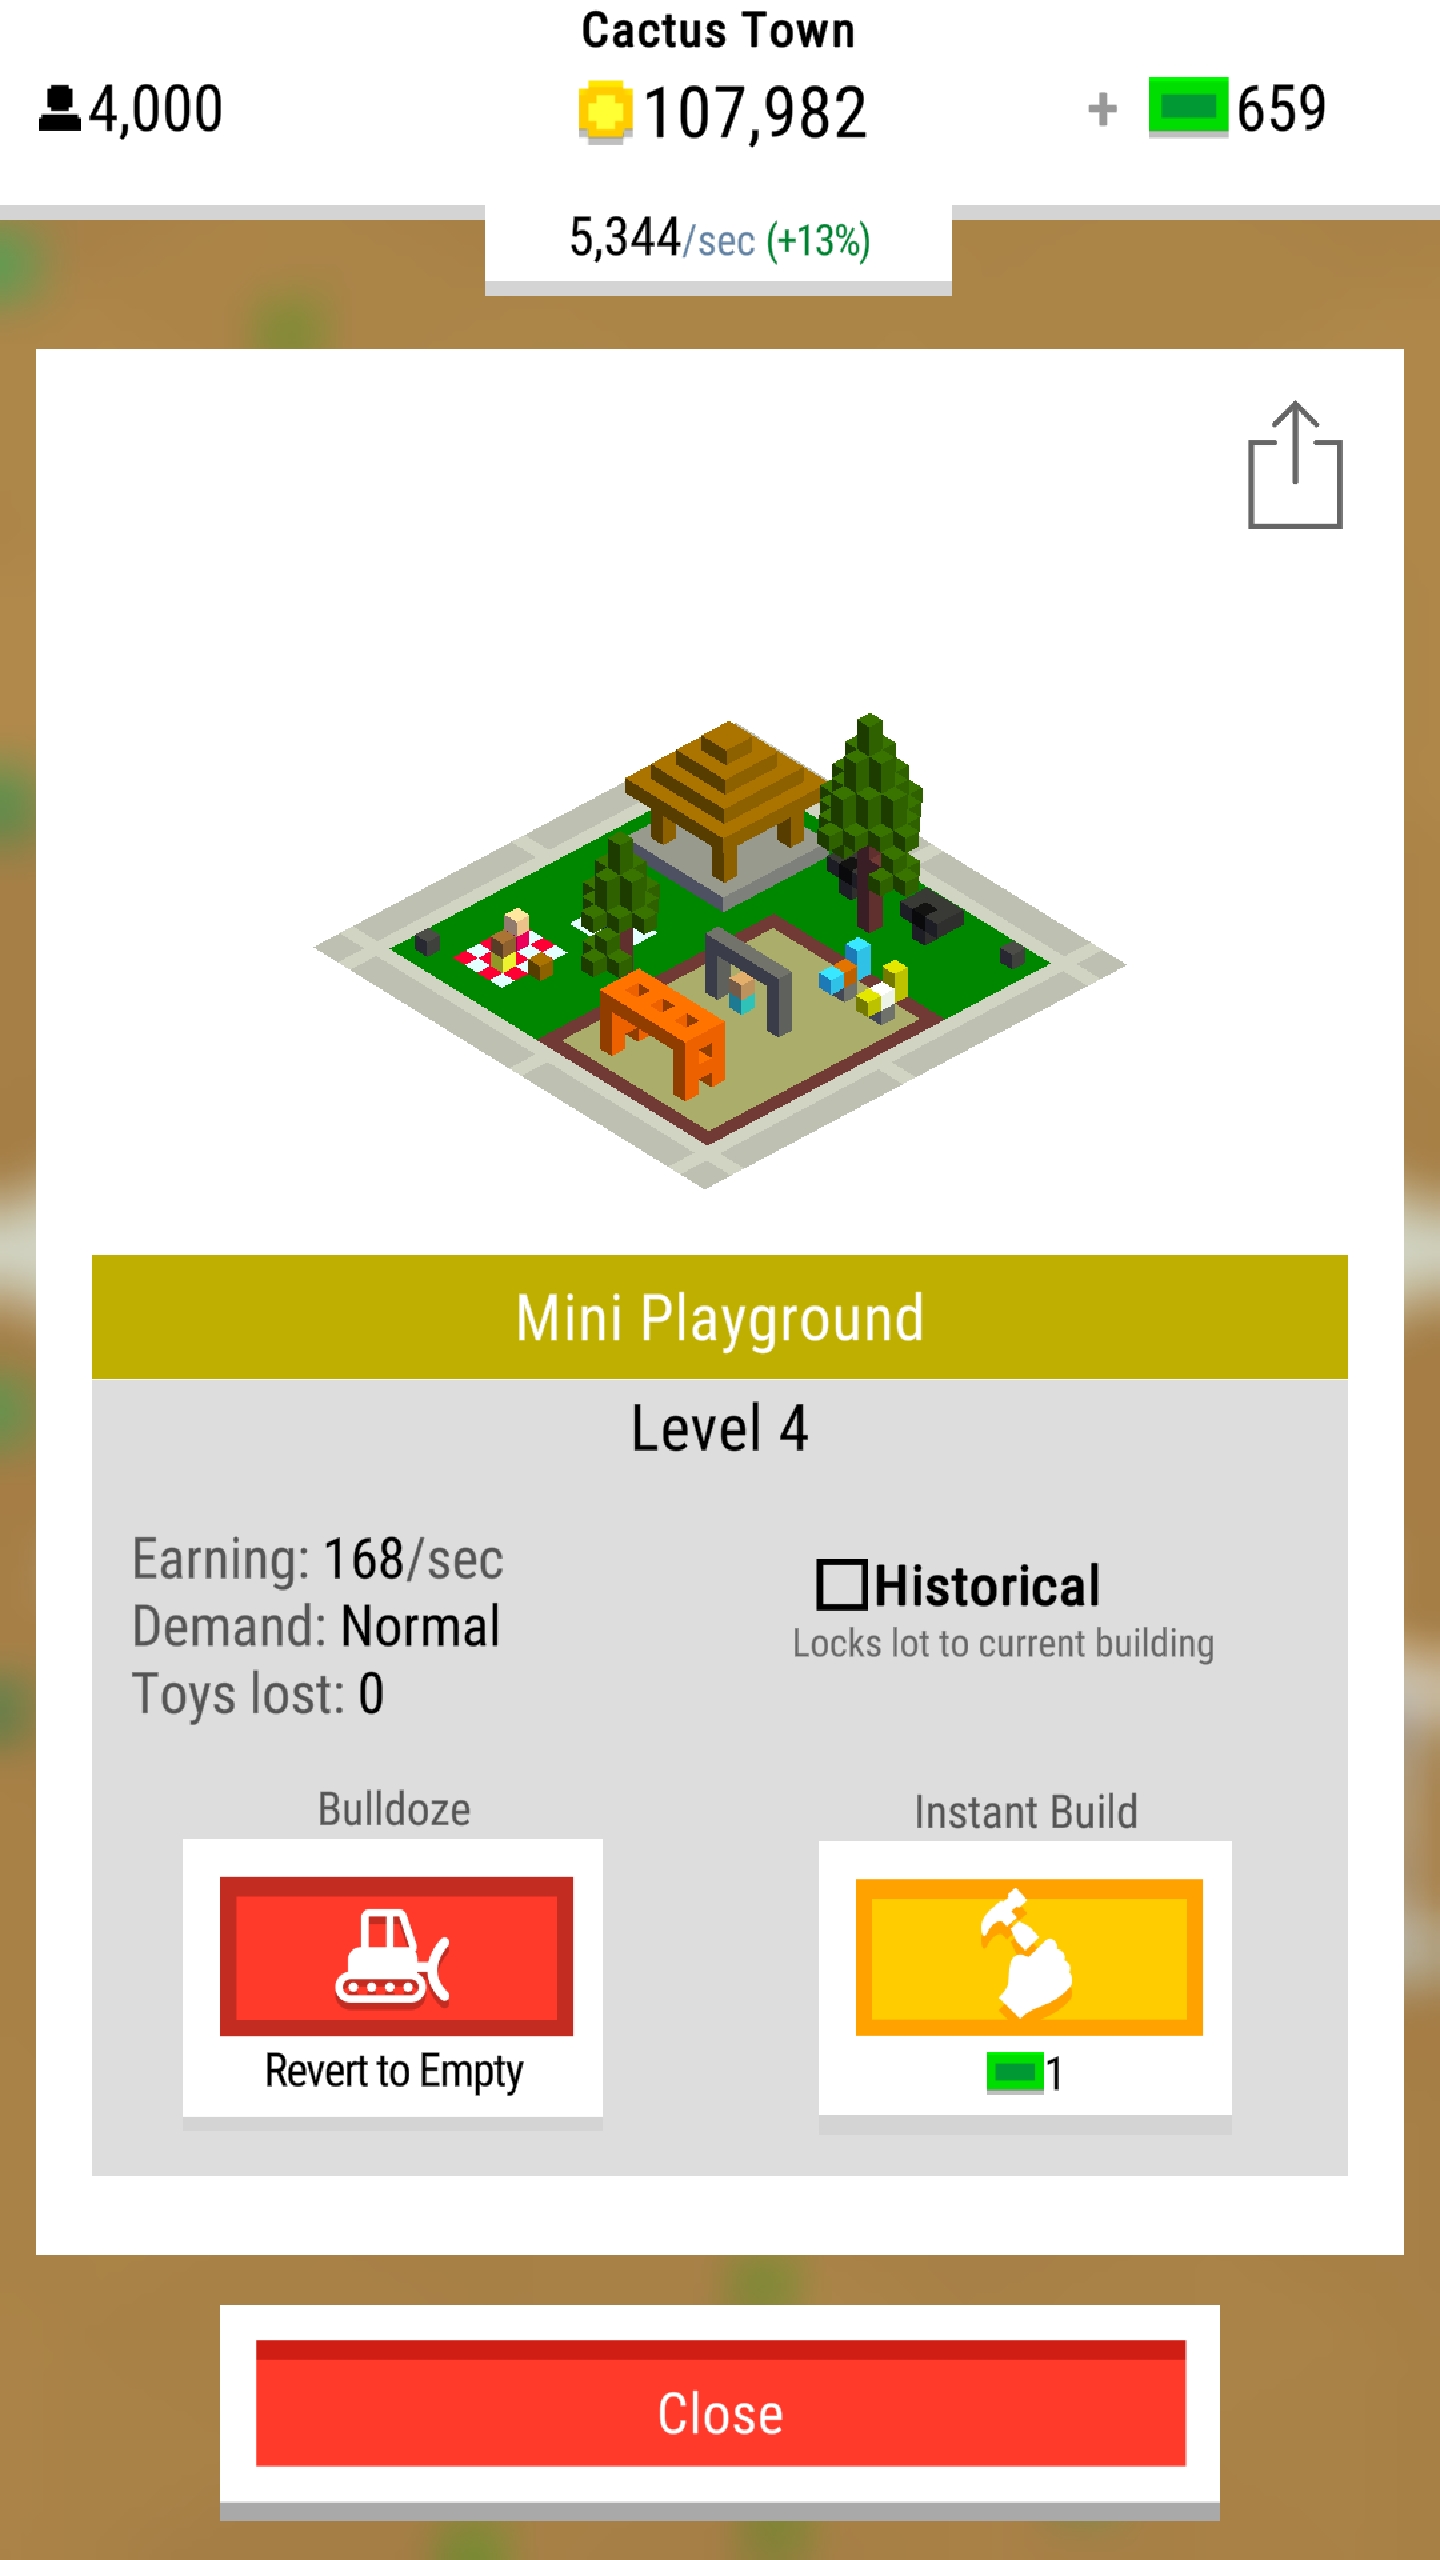 Cactus Town
4,000
107,982
+ 659
5,344/sec (+13%)
Mini Playground
Level 4
Earning: 168/sec
Demand: Normal
Toys lost: 0
Historical
Locks lot to current building
Bulldoze
Revert to Empty
Instant Build
1
Close